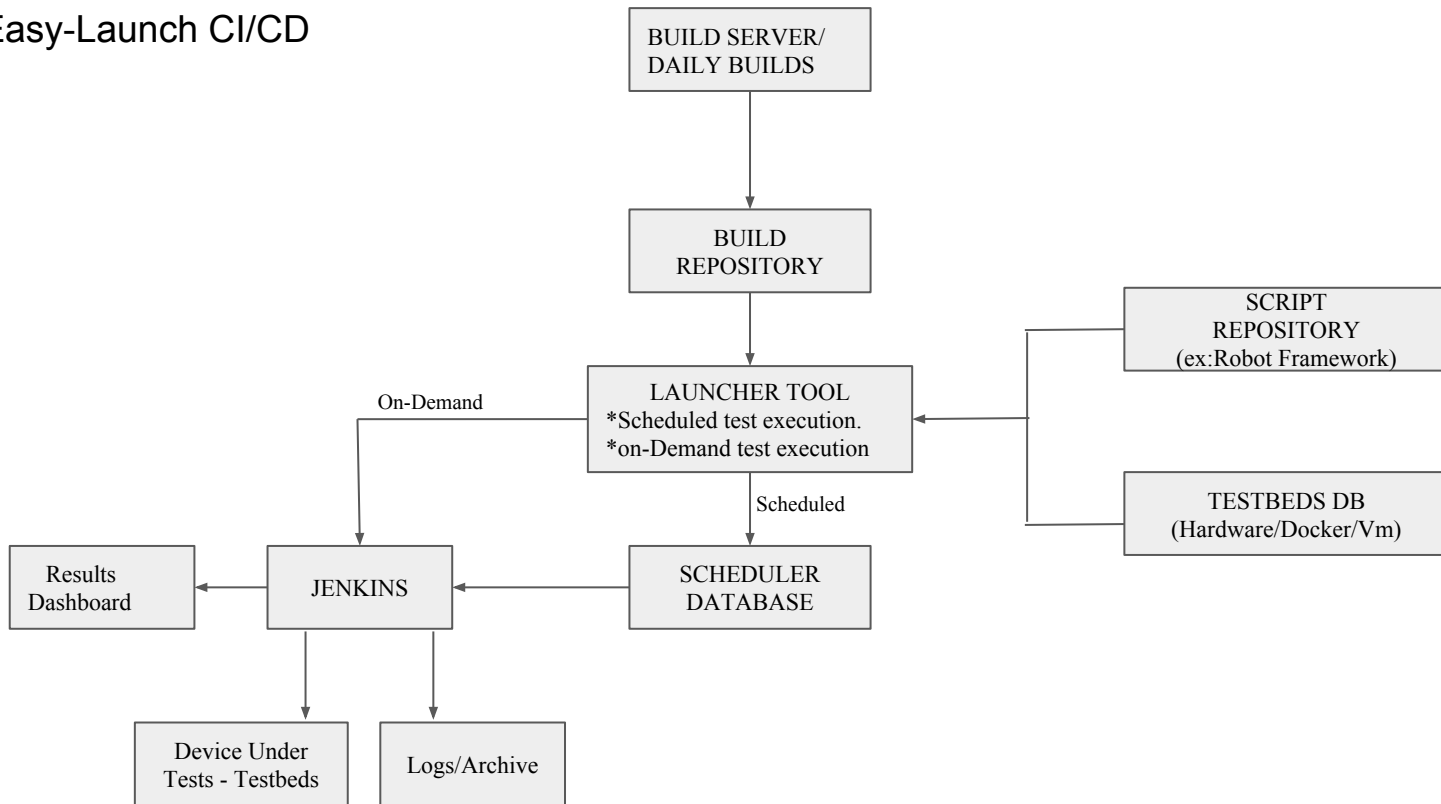 Easy-Launch CI/CD
BUILD SERVER/
DAILY BUILDS
BUILD
REPOSITORY
SCRIPT
REPOSITORY
(ex:Robot Framework)
LAUNCHER TOOL
*Scheduled test execution.
*on-Demand test execution
On-Demand
Scheduled
TESTBEDS DB
(Hardware/Docker/Vm)
Results
Dashboard
JENKINS
SCHEDULER
DATABASE
Device Under
Tests - Testbeds
Logs/Archive